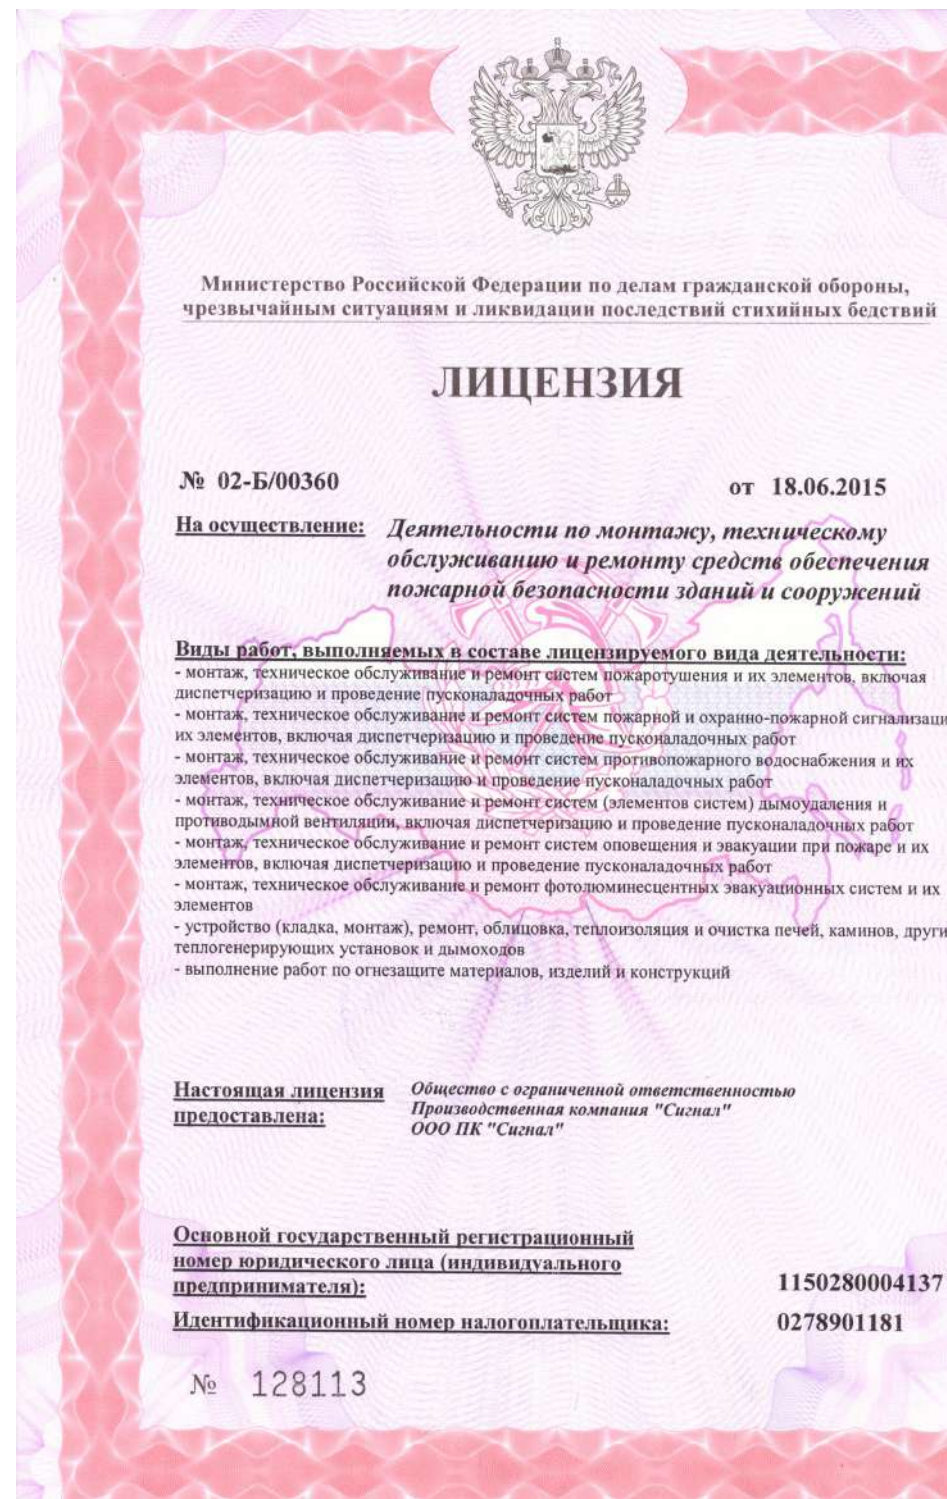 Министерство Российской Федерации по делам гражданской обороны,
чрезвычайным ситуациям и ликвидации последствий стихийных бедствий
ЛИЦЕНЗИЯ
№ 02-Б/00360
от 18.06.2015
На осуществление: Деятельности по монтажу, техническому
обслуживанию и ремонту средств обеспечения
пожарной безопасности зданий и сооружений
Виды работ, выполняемых в составе лицензируемого вида деятельности:
- монтаж, техническое обслуживание и ремонт систем пожаротушения и их элементов, включая
диспетчеризацию и проведение пусконаладочных работ
- монтаж, техническое обслуживание и ремонт систем пожарной и охранно-пожарной сигнализаци
их элементов, включая диспетчеризацию и проведение пусконаладочных работ
- монтаж, техническое обслуживание и ремонт систем противопожарного водоснабжения и их
элементов, включая диспетчеризацию и проведение пусконаладочных работ
- монтаж, техническое обслуживание и ремонт систем (элементов систем) дымоудаления и
противодымной вентиляции, включая диспетчеризацию и проведение пусконаладочных работ
- монтаж, техническое обслуживание и ремонт систем оповещения и эвакуации при пожаре и их
элементов, включая диспетчеризацию и проведение пусконаладочных работ
- монтаж, техническое обслуживание и ремонт фотолюминесцентных эвакуационных систем и их
элементов
- устройство (кладка, монтаж), ремонт, облицовка, теплоизоляция и очистка печей, каминов, други
теплогенерирующих установок и дымоходов
- выполнение работ по огнезащите материалов, изделий и конструкций
Настоящая лицензия
предоставлена:
Общество с ограниченной ответственностью
Производственная компания "Сигнал"
ООО ПК "Сигнал"
Основной государственный регистрационный
номер юридического лица (индивидуального
предпринимателя): 1150280004137
Идентификационный номер налогоплательщика: 0278901181
№ 128113